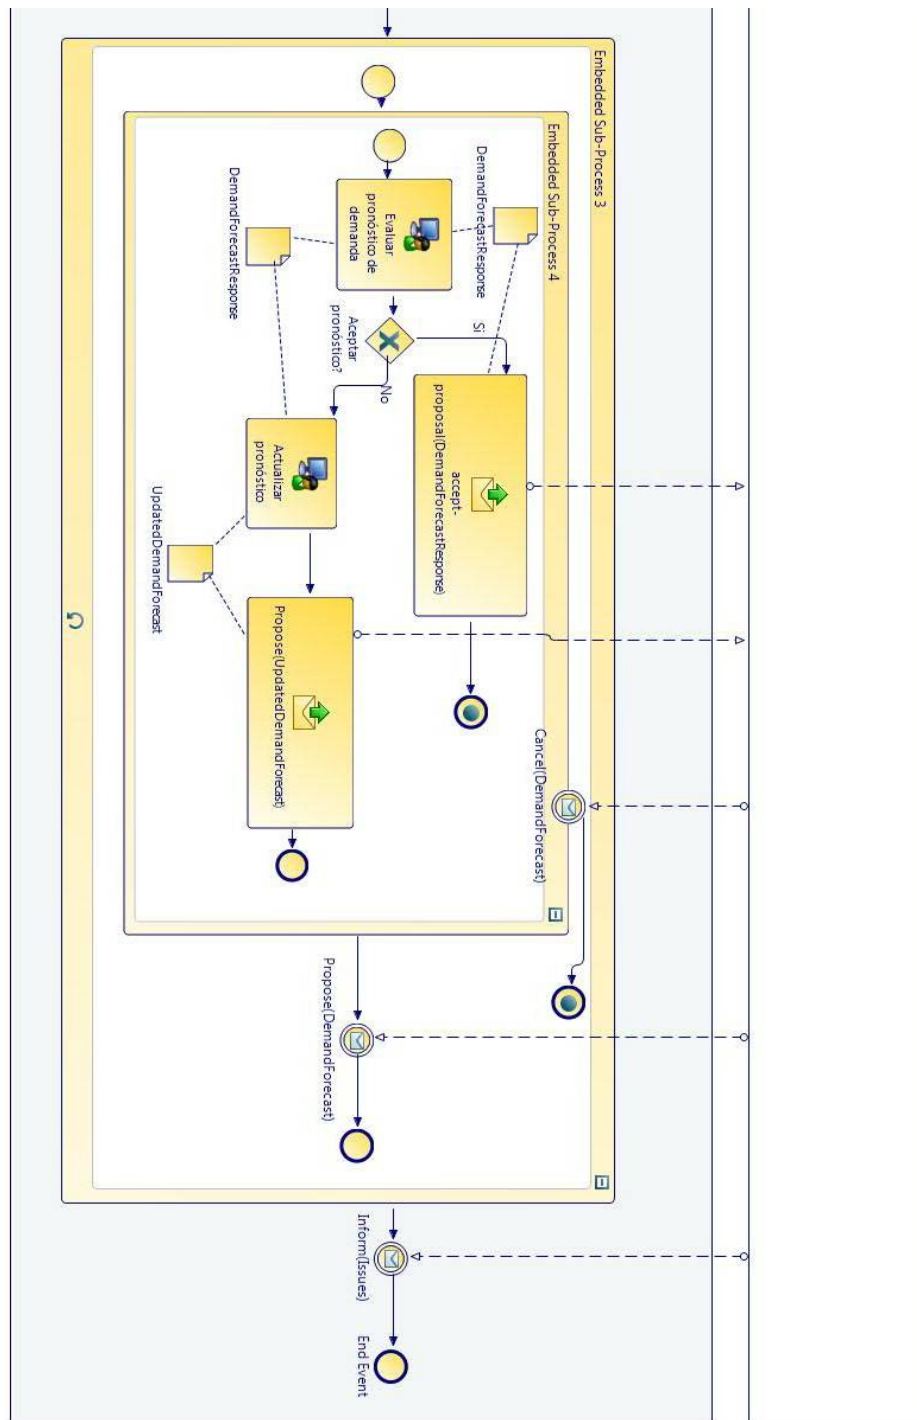 Embedded Sub-Process 3
Embedded Sub-Process 4
DemandForecastResponse
Evaluar
pronóstico de
demanda
DemandForecastResponse
Aceptar
pronóstico?
Si
No
accept-
proposal(DemandForecastResponse)
Actualizar
pronóstico
UpdatedDemandForecast
Propose(UpdatedDemandForecast)
Cancel(DemandForecast)
Propose(DemandForecast)
Inform(Issues)
End Event